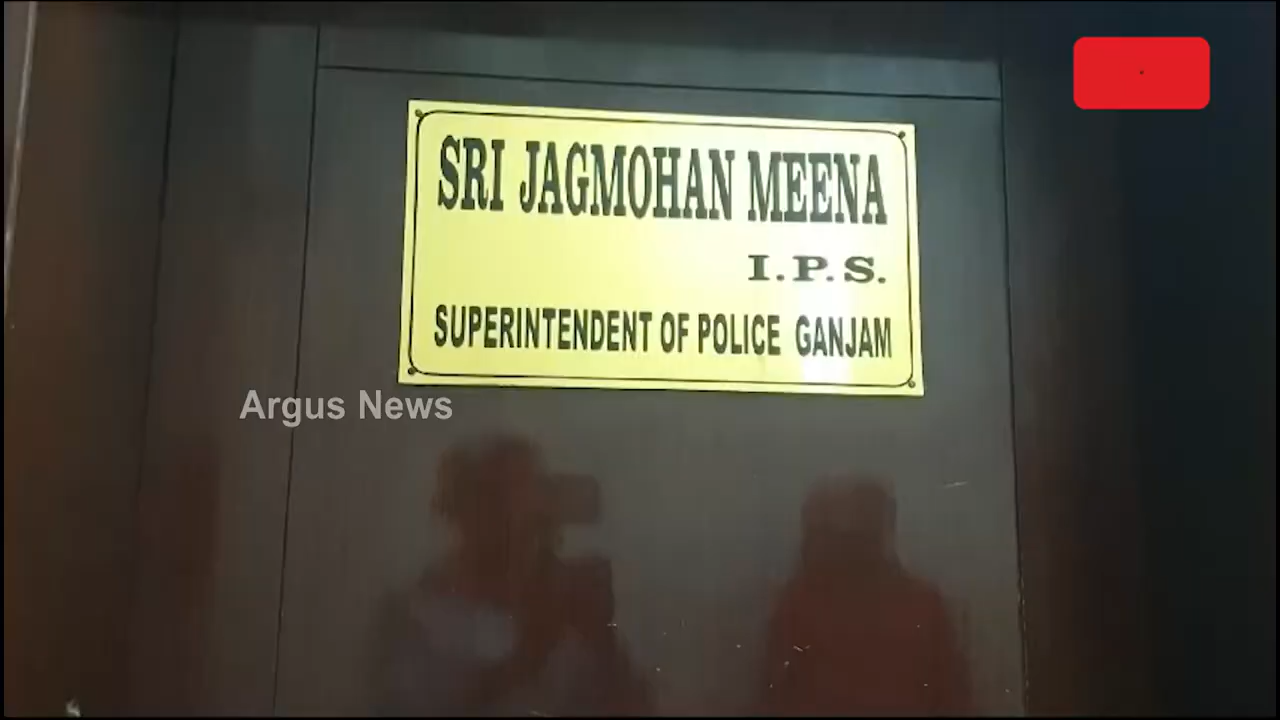 SRI JAGMOHAN MEENA
I.P.S.
SUPERINTENDENT OF POLICE GANJAM
Argus News